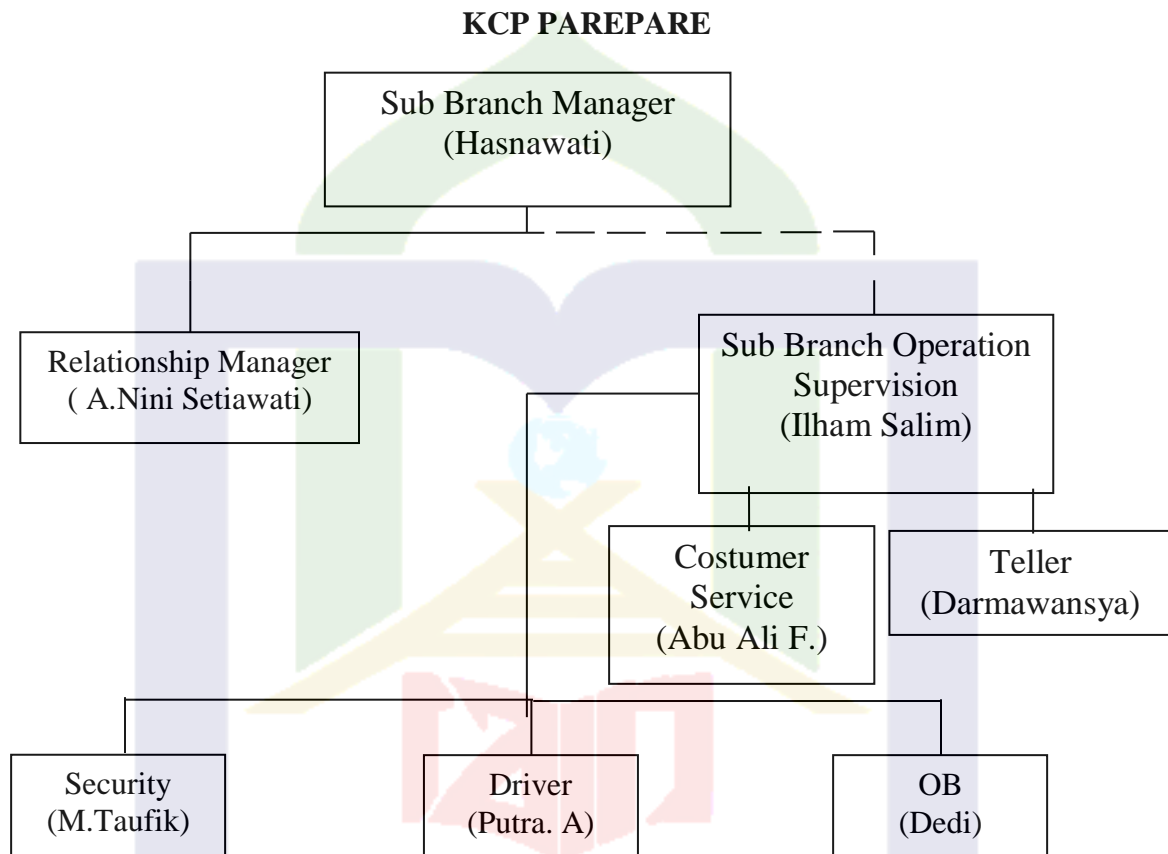 KCP PAREPARE
Sub Branch Manager
(Hasnawati)
Relationship Manager
( A.Nini Setiawati)
Sub Branch Operation
Supervision
(Ilham Salim)
Costumer
Service
(Abu Ali F.)
Teller
(Darmawansya)
Security
(M.Taufik)
Driver
(Putra. A)
OB
(Dedi)